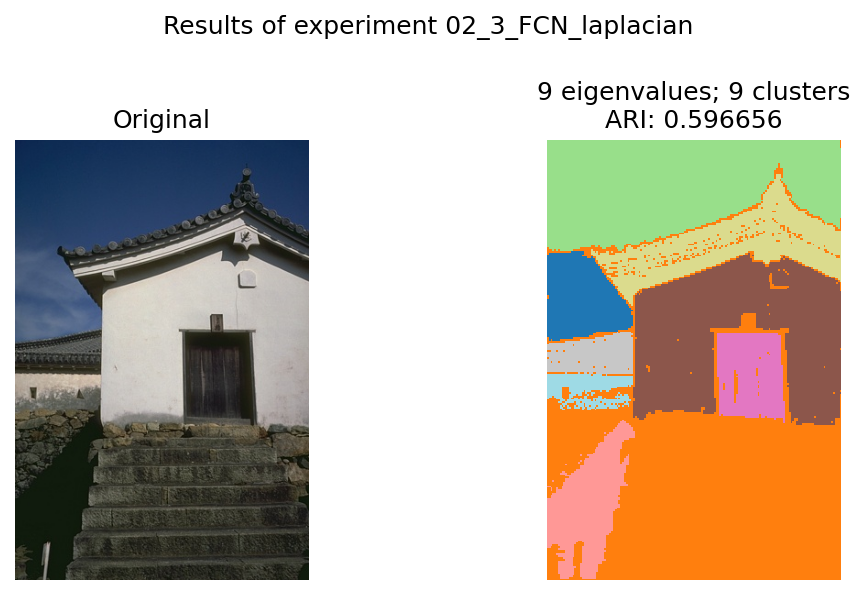 Results of experiment 02_3_FCN_laplacian
Original
9 eigenvalues; 9 clusters
ARI: 0.596656